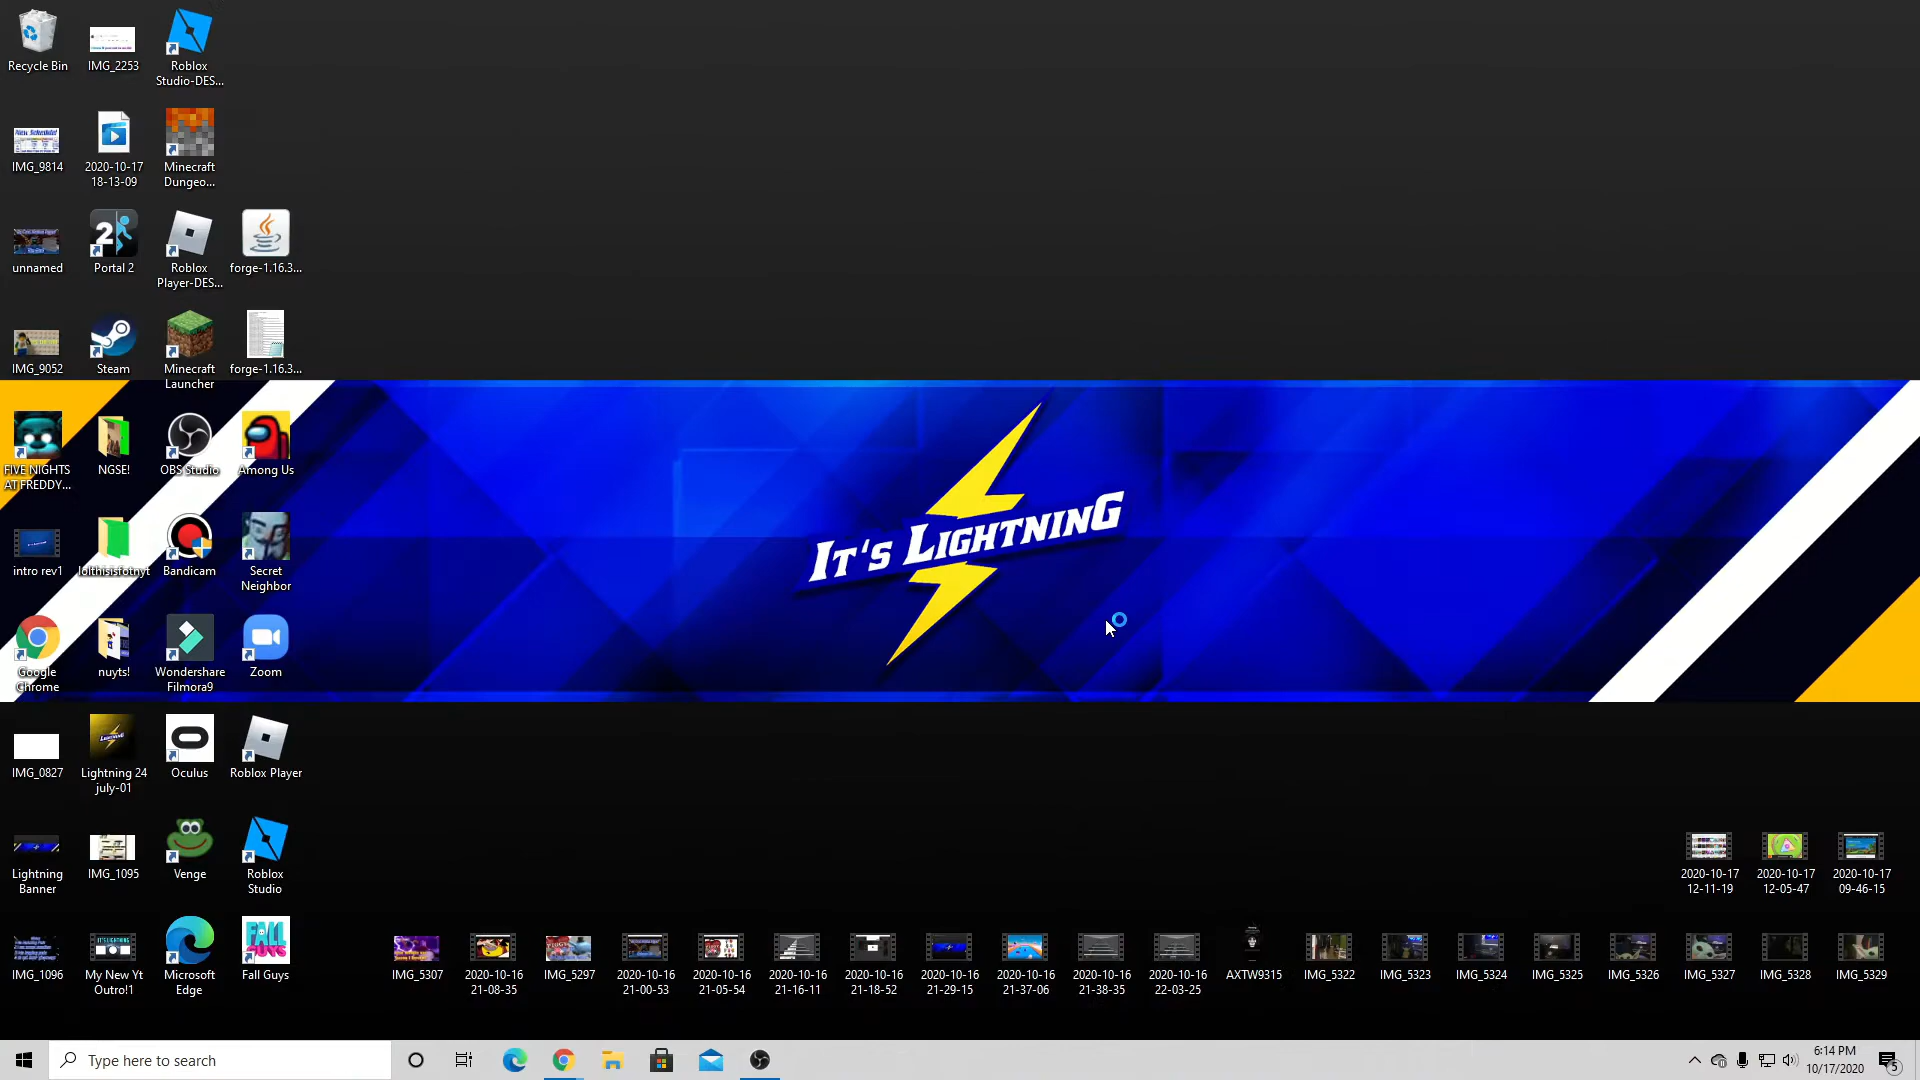 Recycle Bin
IMG_2253
Roblox
Studio-DES...
IMG_9814
2020-10-17
18-13-09
Minecraft
Dungeo...
unnamed
2
Portal 2
Roblox
Player-DES...
forge-1.16.3...
IMG_9052
Steam
Minecraft
Launcher
forge-1.16.3...
FIVE NIGHTS
AT FREDDY...
NGSE!
OBS Studio
Among Us
intro rev1
lolthisisfotnyt
Bandicam
Secret
Neighbor
IT'S LIGHTNING
Google
Chrome
nuyts!
Wondershare
Filmora9
Zoom
IMG_0827
Lightning 24
july-01
Oculus
Roblox Player
Lightning
Banner
IMG_1095
Venge
Roblox
Studio
2020-10-17
12-11-19
2020-10-17
12-05-47
2020-10-17
09-46-15
IMG_1096
My New Yt
Outro!1
Microsoft
Edge
FALL
GUYS
Fall Guys
IMG_5307
2020-10-16
21-08-35
IMG_5297
2020-10-16
21-00-53
2020-10-16
21-05-54
2020-10-16
21-16-11
2020-10-16
21-18-52
2020-10-16
21-29-15
2020-10-16
21-37-06
2020-10-16
21-38-35
2020-10-16
22-03-25
AXTW9315
IMG_5322
IMG_5323
IMG_5324
IMG_5325
IMG_5326
IMG_5327
IMG_5328
IMG_5329
Type here to search
6:14 PM
10/17/2020
5